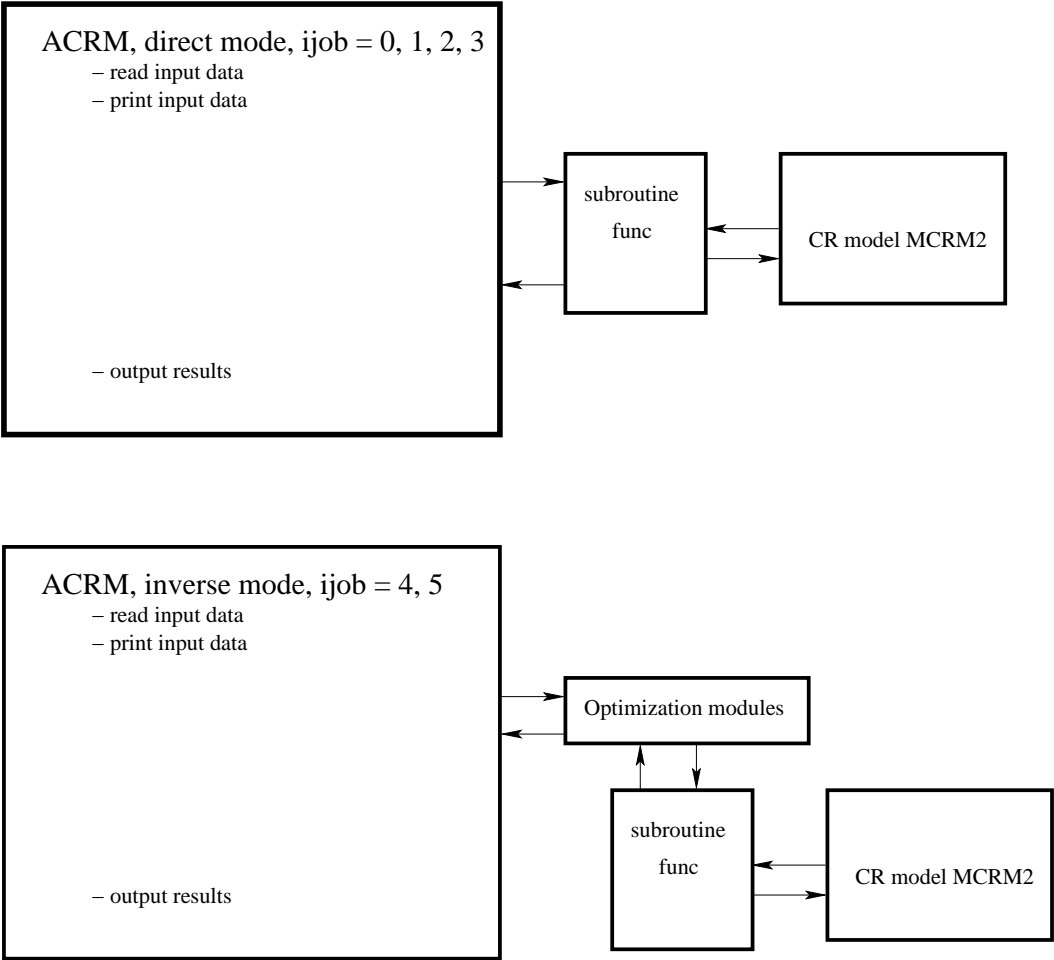 ACRM, direct mode, ijob = 0, 1, 2, 3
– read input data
– print input data
subroutine
func
CR model MCRM2
– output results
ACRM, inverse mode, ijob = 4, 5
– read input data
– print input data
Optimization modules
subroutine
func
CR model MCRM2
– output results